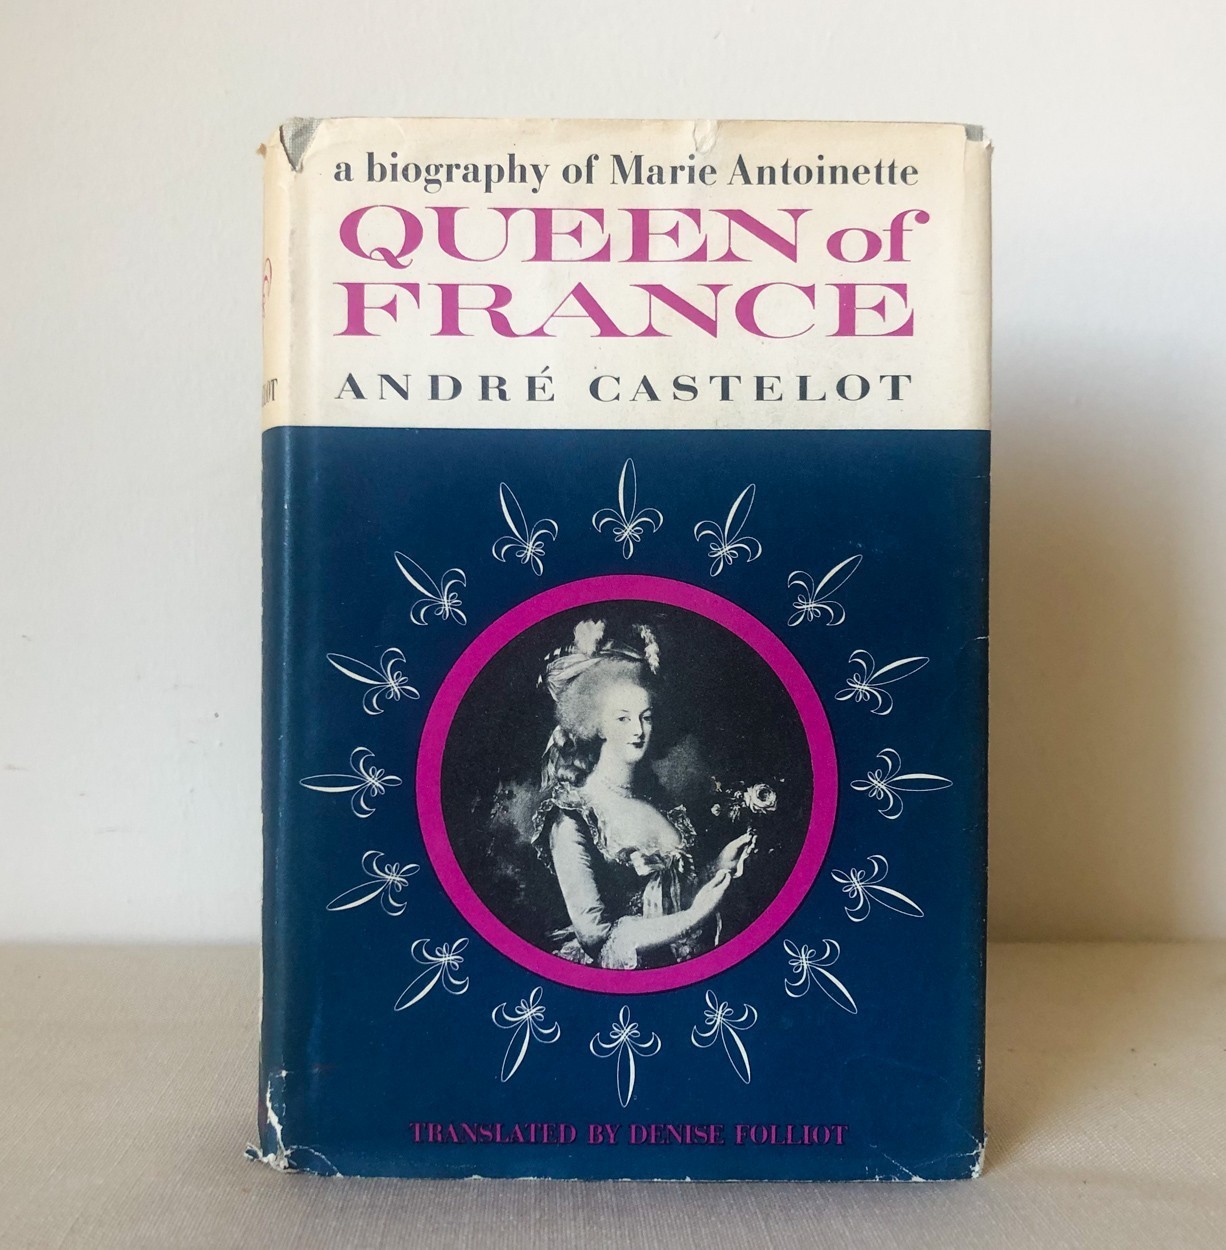 a biography of Marie Antoinette
QUEEN of
FRANCE
ANDRÉ CASTELOT
TRANSLATED BY DENISE FOLLIOT